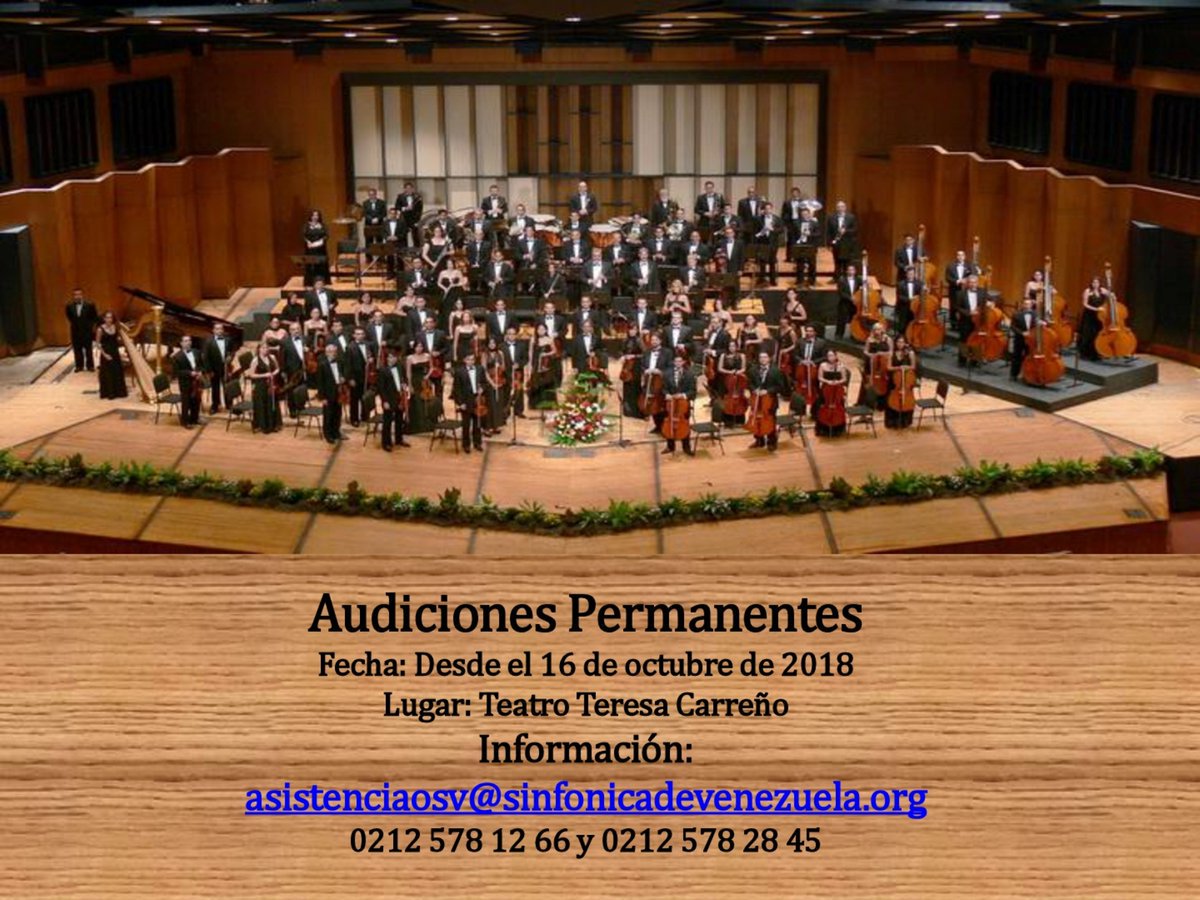 Audiciones Permanentes
Fecha: Desde el 16 de octubre de 2018
Lugar: Teatro Teresa Carreño
Información:
asistenciaosv@sinfonicadevenezuela.org
0212 578 12 66 y 0212 578 28 45